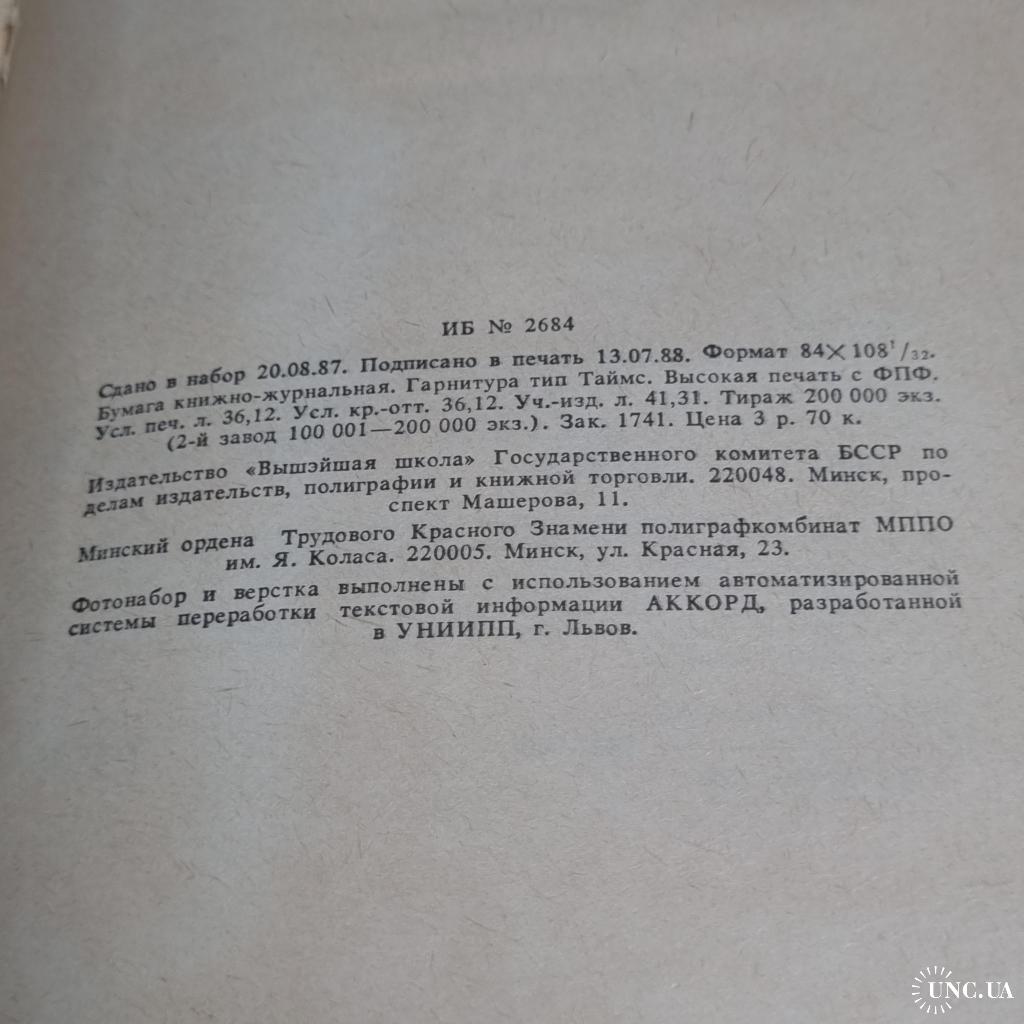 ИБ № 2684
Сдано в набор 20.08.87. Подписано в печать 13.07.88. Формат 84×108¹/₃₂.
Бумага книжно-журнальная. Гарнитура тип Таймс. Высокая печать с ФПФ.
Усл. печ. л. 36,12. Усл. кр.-отт. 36,12. Уч.-изд. л. 41,31. Тираж 200 000 экз.
(2-й завод 100 001—200 000 экз.). Зак. 1741. Цена 3 р. 70 к.
Издательство «Вышэйшая школа» Государственного комитета БССР по
делам издательств, полиграфии и книжной торговли. 220048. Минск, про-
спект Машерова, 11.
Минский ордена Трудового Красного Знамени полиграфкомбинат МППО
им. Я. Коласа. 220005. Минск, ул. Красная, 23.
Фотонабор и верстка выполнены с использованием автоматизированной
системы переработки текстовой информации АККОРД, разработанной
в УНИИПП, г. Львов.
UNC.UA